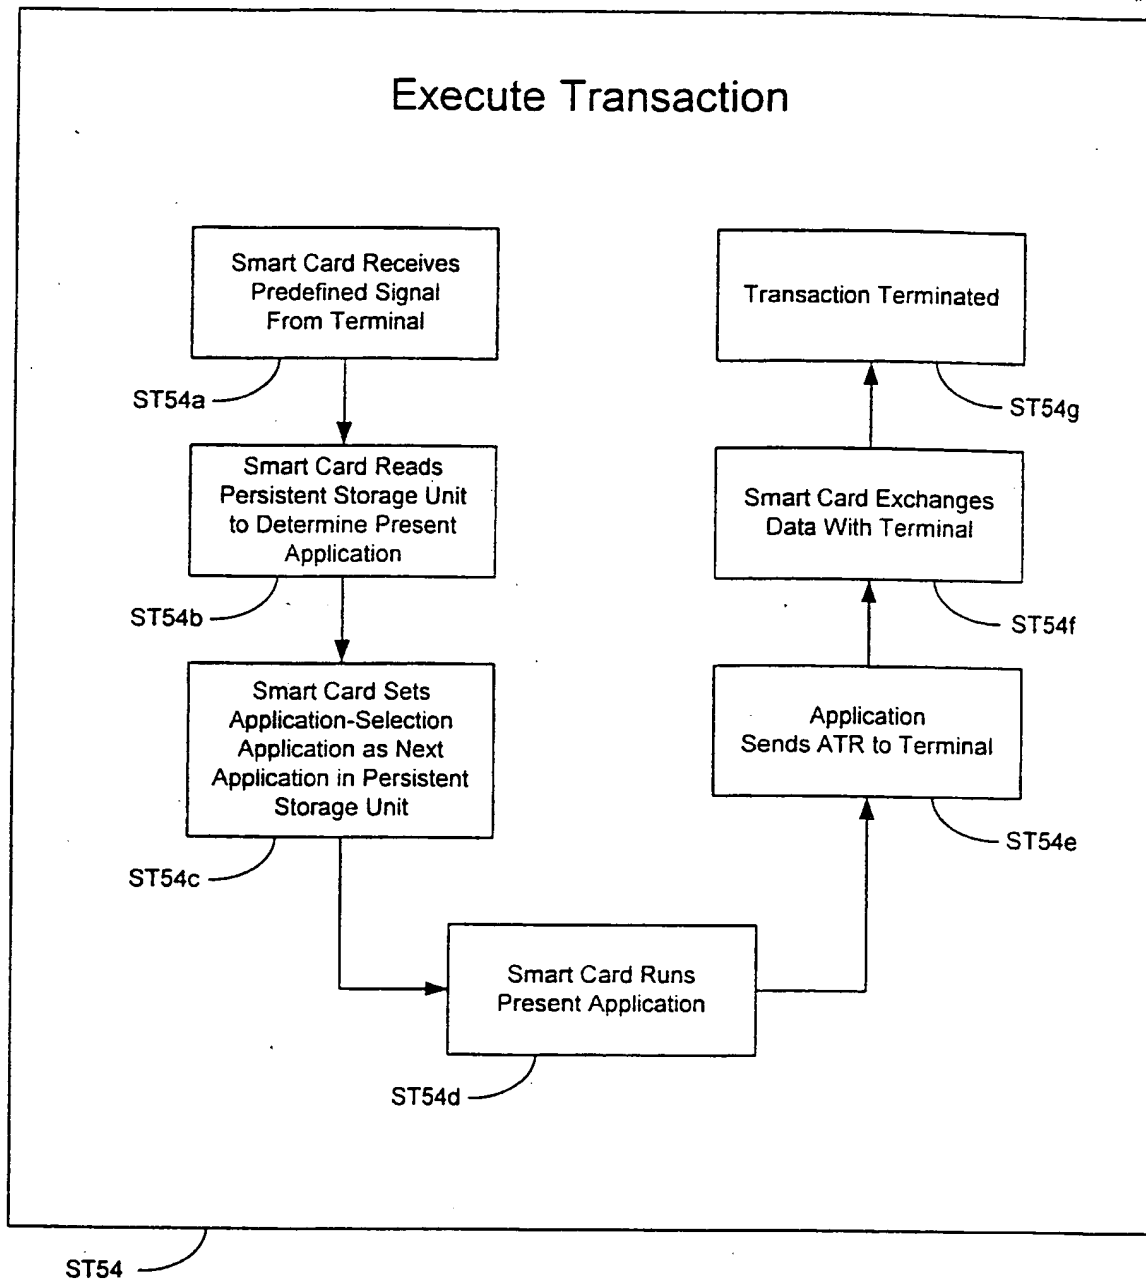 Execute Transaction
Smart Card Receives
Predefined Signal
From Terminal
ST54a
Smart Card Reads
Persistent Storage Unit
to Determine Present
Application
ST54b
Smart Card Sets
Application-Selection
Application as Next
Application in Persistent
Storage Unit
ST54c
Smart Card Runs
Present Application
ST54d
Application
Sends ATR to Terminal
ST54e
Smart Card Exchanges
Data With Terminal
ST54f
Transaction Terminated
ST54g
ST54